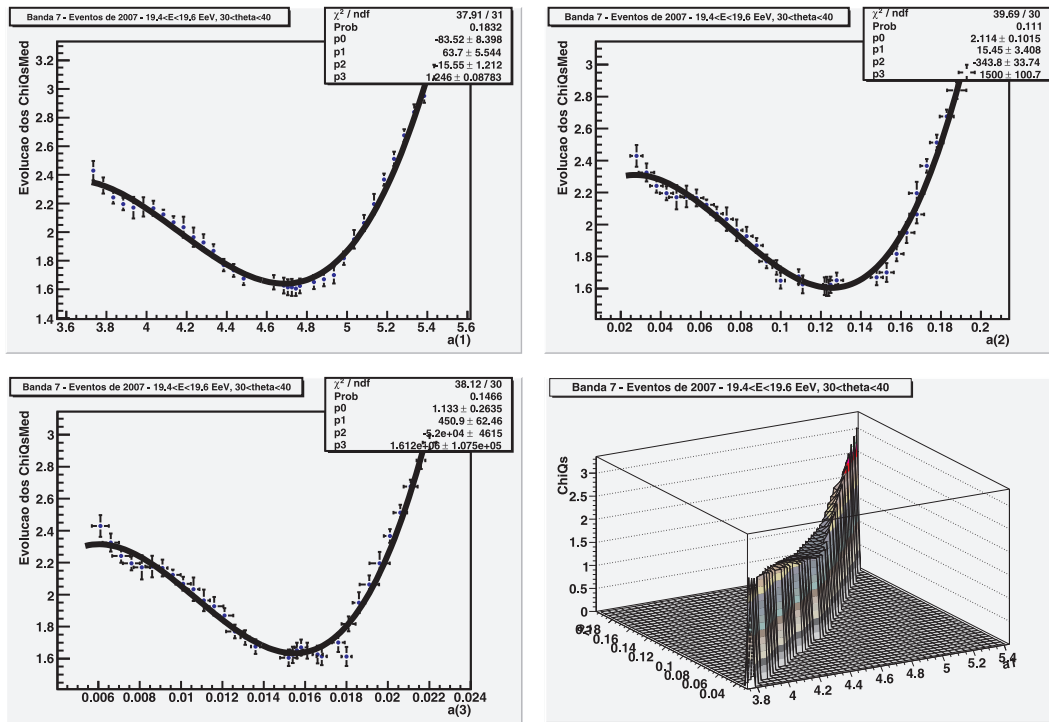 Banda 7 - Eventos de 2007 - 19.4<E<19.6 EeV, 30<theta<40
χ² / ndf 37.91 / 31
Prob 0.1832
p0 -83.52 ± 8.398
p1 63.7 ± 5.544
p2 -15.55 ± 1.212
p3 1.246 ± 0.08783
Evolucao dos ChiQsMed
3.2
3
2.8
2.6
2.4
2.2
2
1.8
1.6
1.4
3.6 3.8 4 4.2 4.4 4.6 4.8 5 5.2 5.4 5.6
a(1)
Banda 7 - Eventos de 2007 - 19.4<E<19.6 EeV, 30<theta<40
χ² / ndf 39.69 / 30
Prob 0.111
p0 2.114 ± 0.1015
p1 15.45 ± 3.408
p2 -343.8 ± 33.74
p3 1500 ± 100.7
Evolucao dos ChiQsMed
3
2.8
2.6
2.4
2.2
2
1.8
1.6
0.02 0.04 0.06 0.08 0.1 0.12 0.14 0.16 0.18 0.2
a(2)
Banda 7 - Eventos de 2007 - 19.4<E<19.6 EeV, 30<theta<40
χ² / ndf 38.12 / 30
Prob 0.1466
p0 1.133 ± 0.2635
p1 450.9 ± 62.46
p2 -5.2e+04 ± 4615
p3 1.612e+06 ± 1.075e+05
Evolucao dos ChiQsMed
3
2.8
2.6
2.4
2.2
2
1.8
1.6
0.006 0.008 0.01 0.012 0.014 0.016 0.018 0.02 0.022 0.024
a(3)
Banda 7 - Eventos de 2007 - 19.4<E<19.6 EeV, 30<theta<40
ChiQs
3
2.5
2
1.5
1
0.5
0
0.18 0.16 0.14 0.12 0.1 0.08 0.06 0.04
3.8 4 4.2 4.4 4.6 4.8 5 5.2 5.4
a1